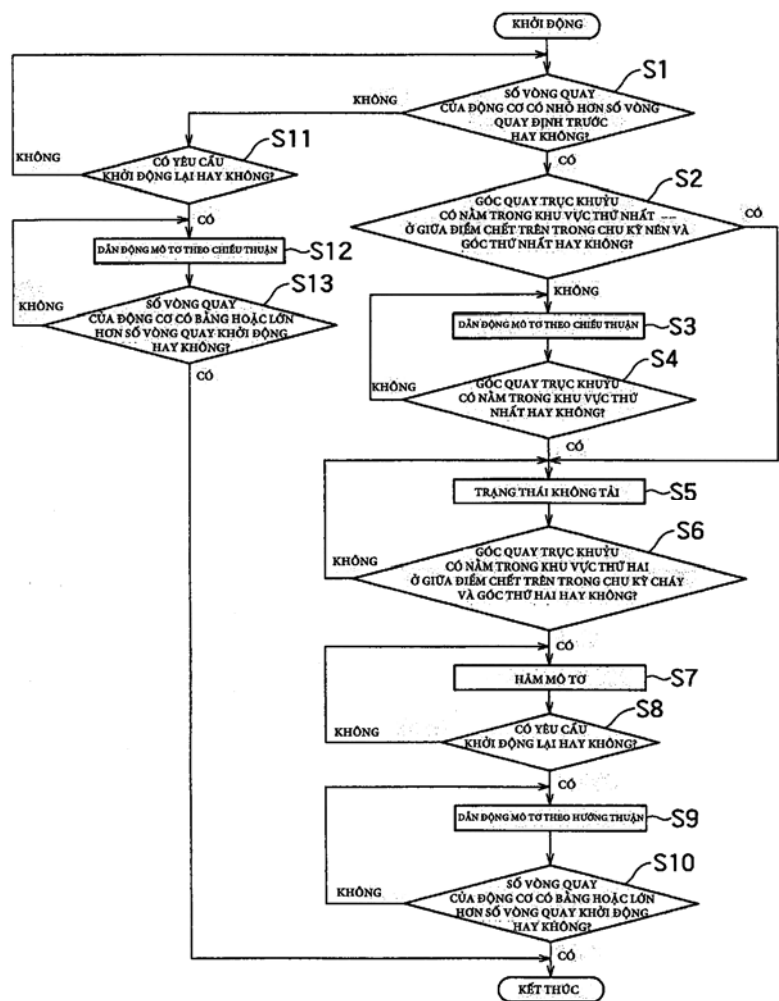 KHỞI ĐỘNG
S1
SỐ VÒNG QUAY
CỦA ĐỘNG CƠ CÓ NHỎ HƠN SỐ VÒNG
QUAY ĐỊNH TRƯỚC
HAY KHÔNG?
KHÔNG
CÓ
S11
CÓ YÊU CẦU
KHỞI ĐỘNG LẠI HAY KHÔNG?
KHÔNG
CÓ
S12
DẪN ĐỘNG MÔ TƠ THEO CHIỀU THUẬN
S13
SỐ VÒNG QUAY
CỦA ĐỘNG CƠ CÓ BẰNG HOẶC LỚN
HƠN SỐ VÒNG QUAY KHỞI ĐỘNG
HAY KHÔNG?
KHÔNG
CÓ
S2
GÓC QUAY TRỤC KHUỶU
CÓ NẰM TRONG KHU VỰC THỨ NHẤT
Ở GIỮA ĐIỂM CHẾT TRÊN TRONG CHU KỲ NÉN VÀ
GÓC THỨ NHẤT HAY KHÔNG?
CÓ
KHÔNG
DẪN ĐỘNG MÔ TƠ THEO CHIỀU THUẬN
S3
S4
GÓC QUAY TRỤC KHUỶU
CÓ NẰM TRONG KHU VỰC THỨ
NHẤT HAY KHÔNG?
KHÔNG
CÓ
TRẠNG THÁI KHÔNG TẢI
S5
S6
GÓC QUAY TRỤC KHUỶU
CÓ NẰM TRONG KHU VỰC THỨ HAI
Ở GIỮA ĐIỂM CHẾT TRÊN TRONG CHU KỲ CHÁY
VÀ GÓC THỨ HAI HAY KHÔNG?
KHÔNG
CÓ
HÃM MÔ TƠ
S7
S8
CÓ YÊU CẦU
KHỞI ĐỘNG LẠI HAY KHÔNG?
KHÔNG
CÓ
DẪN ĐỘNG MÔ TƠ THEO HƯỚNG THUẬN
S9
S10
SỐ VÒNG QUAY
CỦA ĐỘNG CƠ CÓ BẰNG HOẶC LỚN
HƠN SỐ VÒNG QUAY KHỞI ĐỘNG
HAY KHÔNG?
KHÔNG
CÓ
KẾT THÚC